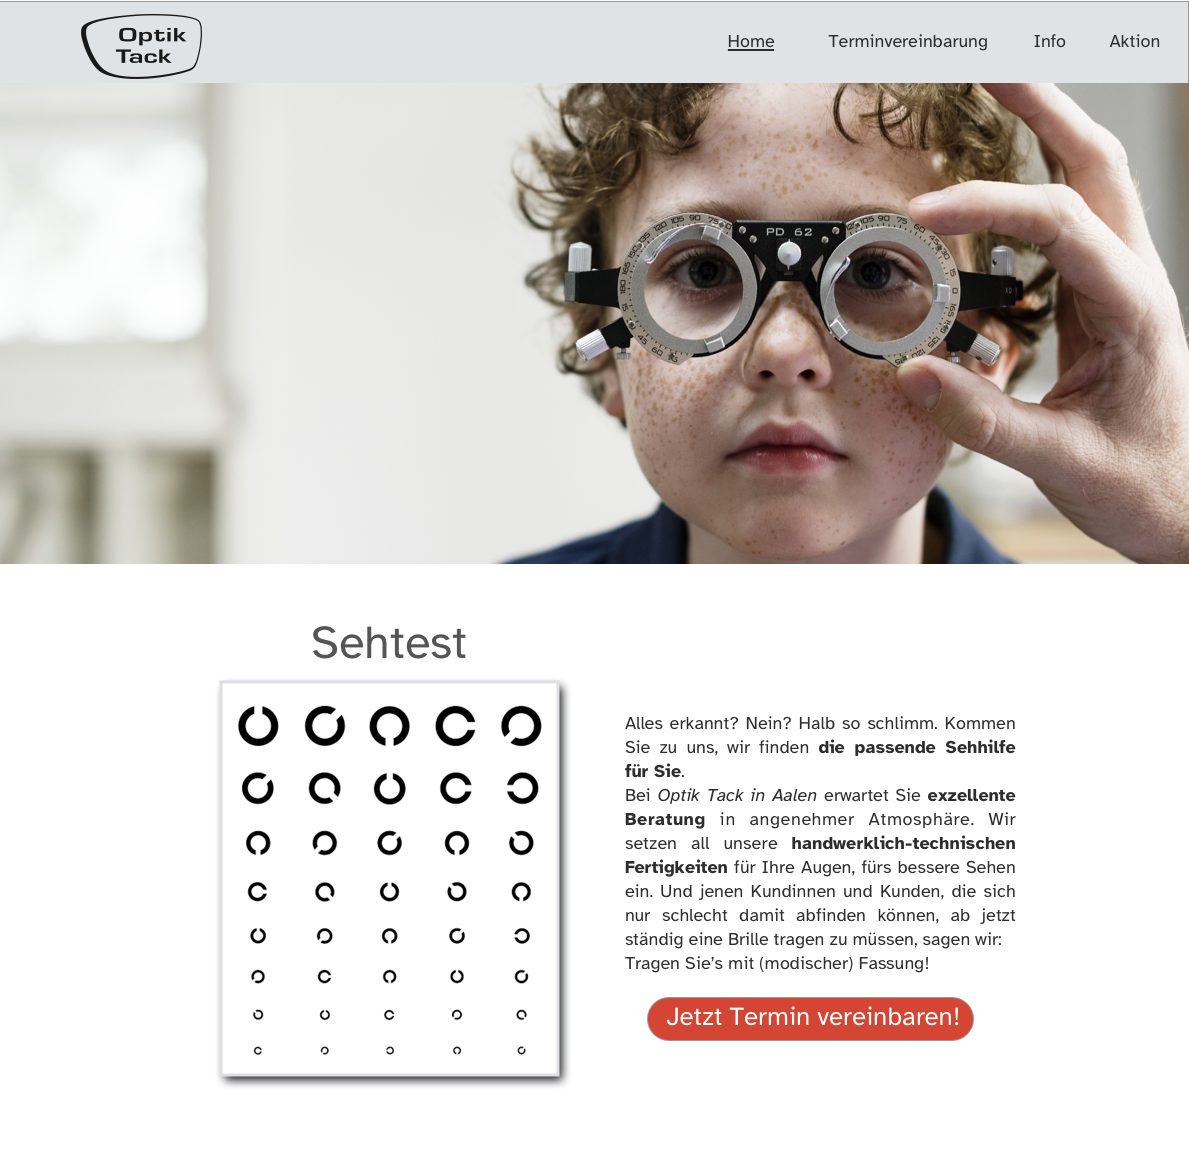 Optik
Tack
Home
Terminvereinbarung
Info
Aktion
PD 62
Sehtest
Alles erkannt? Nein? Halb so schlimm. Kommen
Sie zu uns, wir finden die passende Sehhilfe
für Sie.
Bei Optik Tack in Aalen erwartet Sie exzellente
Beratung in angenehmer Atmosphäre. Wir
setzen all unsere handwerklich-technischen
Fertigkeiten für Ihre Augen, fürs bessere Sehen
ein. Und jenen Kundinnen und Kunden, die sich
nur schlecht damit abfinden können, ab jetzt
ständig eine Brille tragen zu müssen, sagen wir:
Tragen Sie’s mit (modischer) Fassung!
Jetzt Termin vereinbaren!